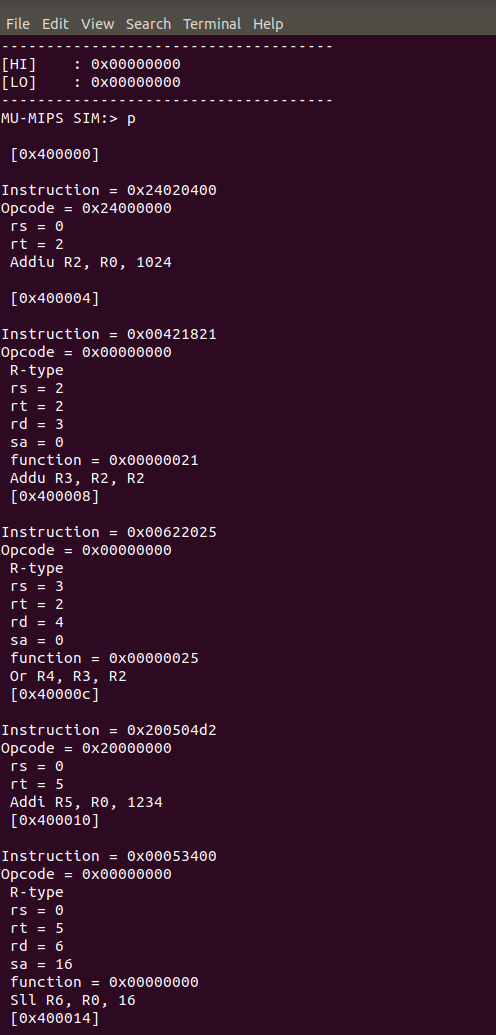 File Edit View Search Terminal Help
-------------------------------------
[HI]    : 0x00000000
[LO]    : 0x00000000
-------------------------------------
MU-MIPS SIM:> p
[0x400000]
Instruction = 0x24020400
Opcode = 0x24000000
rs = 0
rt = 2
Addiu R2, R0, 1024
[0x400004]
Instruction = 0x00421821
Opcode = 0x00000000
R-type
rs = 2
rt = 2
rd = 3
sa = 0
function = 0x00000021
Addu R3, R2, R2
[0x400008]
Instruction = 0x00622025
Opcode = 0x00000000
R-type
rs = 3
rt = 2
rd = 4
sa = 0
function = 0x00000025
Or R4, R3, R2
[0x40000c]
Instruction = 0x200504d2
Opcode = 0x20000000
rs = 0
rt = 5
Addi R5, R0, 1234
[0x400010]
Instruction = 0x00053400
Opcode = 0x00000000
R-type
rs = 0
rt = 5
rd = 6
sa = 16
function = 0x00000000
Sll R6, R0, 16
[0x400014]